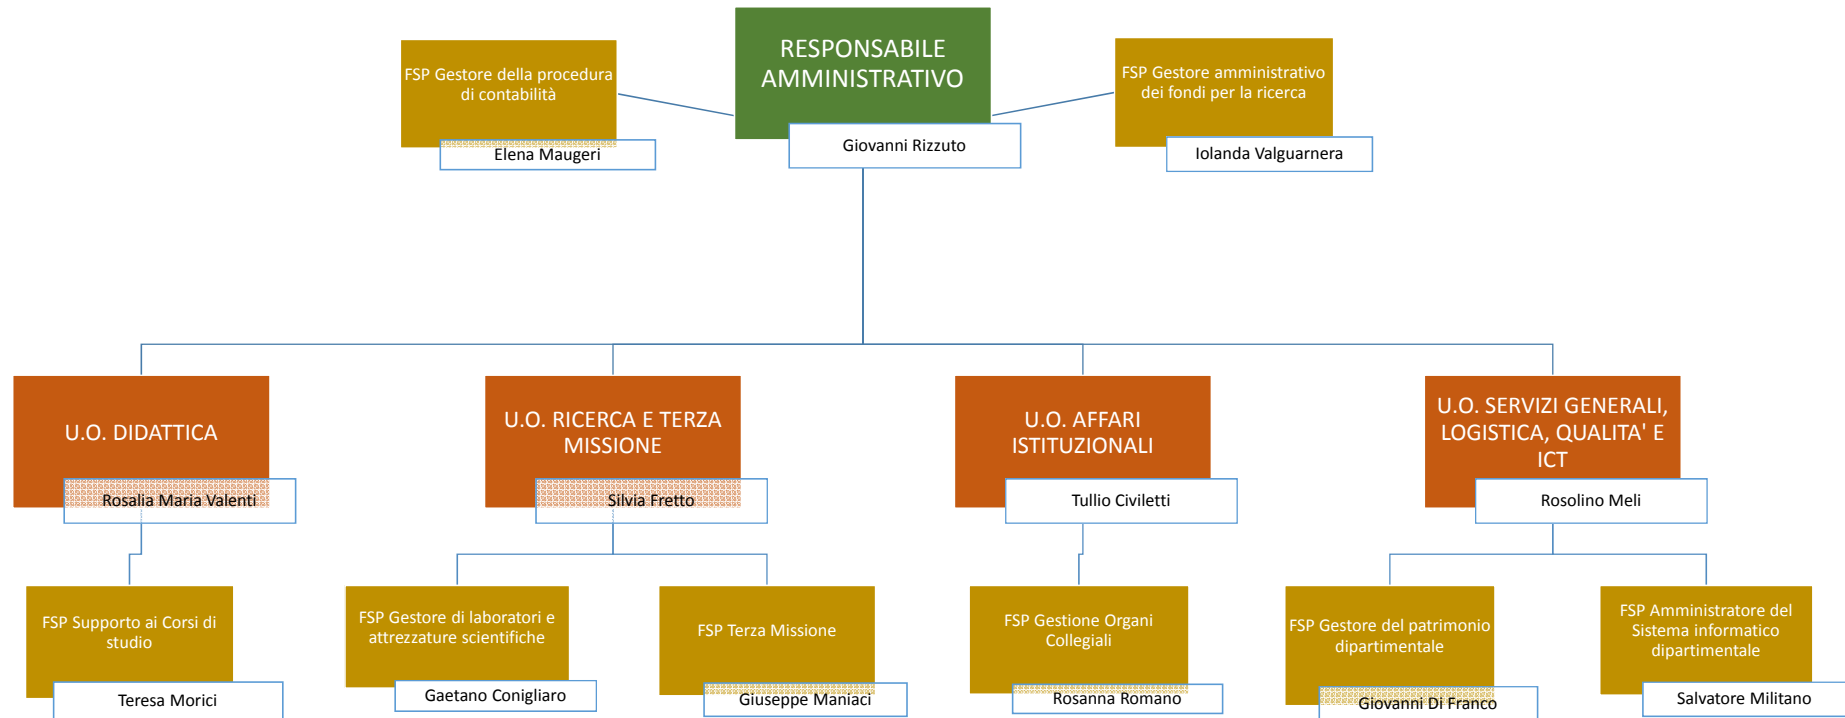 RESPONSABILE
AMMINISTRATIVO
Giovanni Rizzuto
FSP Gestore della procedura
di contabilità
Elena Maugeri
FSP Gestore amministrativo
dei fondi per la ricerca
Iolanda Valguarnera
U.O. DIDATTICA
Rosalia Maria Valenti
U.O. RICERCA E TERZA
MISSIONE
Silvia Fretto
U.O. AFFARI
ISTITUZIONALI
Tullio Civiletti
U.O. SERVIZI GENERALI,
LOGISTICA, QUALITA' E
ICT
Rosolino Meli
FSP Supporto ai Corsi di
studio
Teresa Morici
FSP Gestore di laboratori e
attrezzature scientifiche
Gaetano Conigliaro
FSP Terza Missione
Giuseppe Maniaci
FSP Gestione Organi
Collegiali
Rosanna Romano
FSP Gestore del patrimonio
dipartimentale
Giovanni Di Franco
FSP Amministratore del
Sistema informatico
dipartimentale
Salvatore Militano